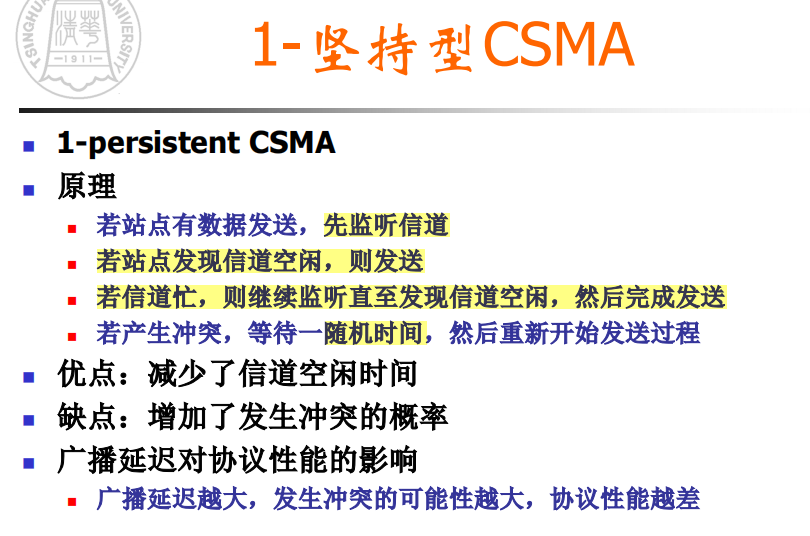 TSINGHUA UNIVERSITY
清华
-1911-
1-坚持型CSMA
1-persistent CSMA
原理
若站点有数据发送，先监听信道
若站点发现信道空闲，则发送
若信道忙，则继续监听直至发现信道空闲，然后完成发送
若产生冲突，等待一随机时间，然后重新开始发送过程
优点：减少了信道空闲时间
缺点：增加了发生冲突的概率
广播延迟对协议性能的影响
广播延迟越大，发生冲突的可能性越大，协议性能越差